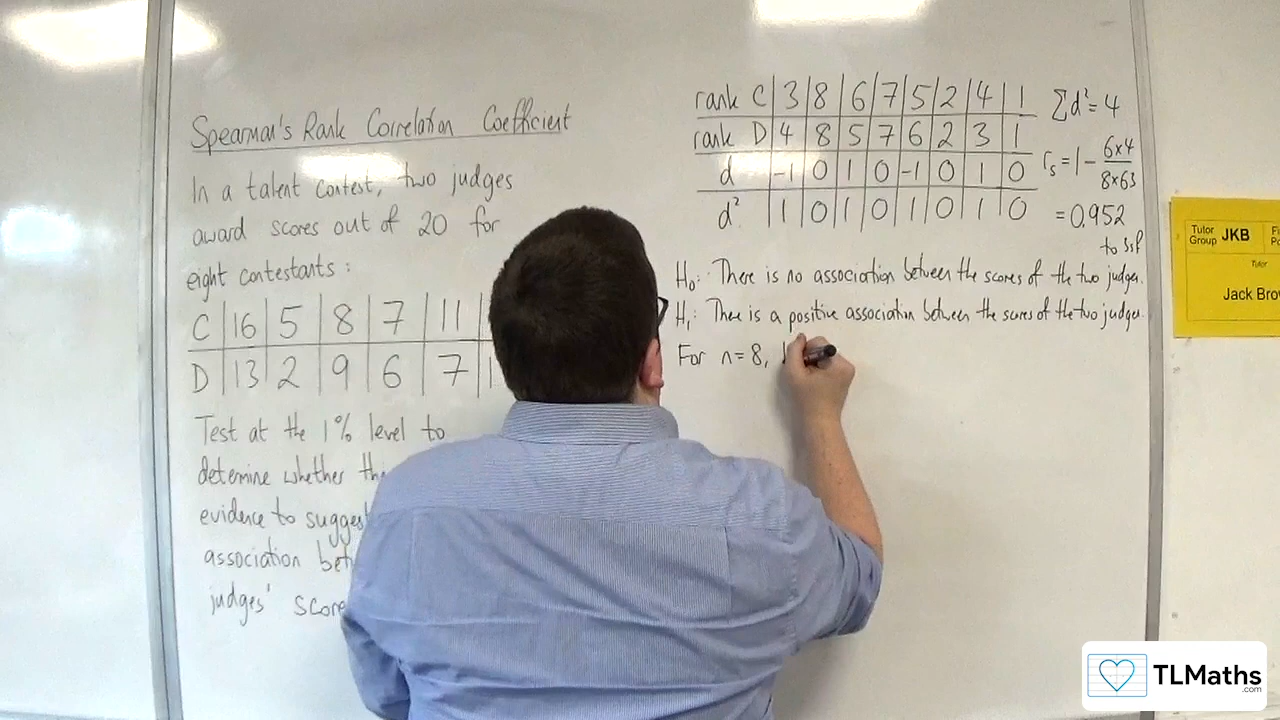 Spearman's Rank Correlation Coefficient
In a talent contest, two judges
award scores out of 20 for
eight contestants :
C 16 5 8 7 11
D 13 2 9 6 7 1
Test at the 1% level to
determine whether the
evidence to suggest
association bet
judges' score
rank C 3 8 6 7 5 2 4 1
rank D 4 8 5 7 6 2 3 1
d -1 0 1 0 -1 0 1 0
d² 1 0 1 0 1 0 1 0
∑d² = 4
rs = 1 - 6×4/8×63
= 0.952
to 3sf
H₀: There is no association between the scores of the two judges.
H₁: There is a positive association between the scores of the two judges.
For n=8, 1
Tutor Group JKB
Tutor
Jack Bro
TLMaths
.com